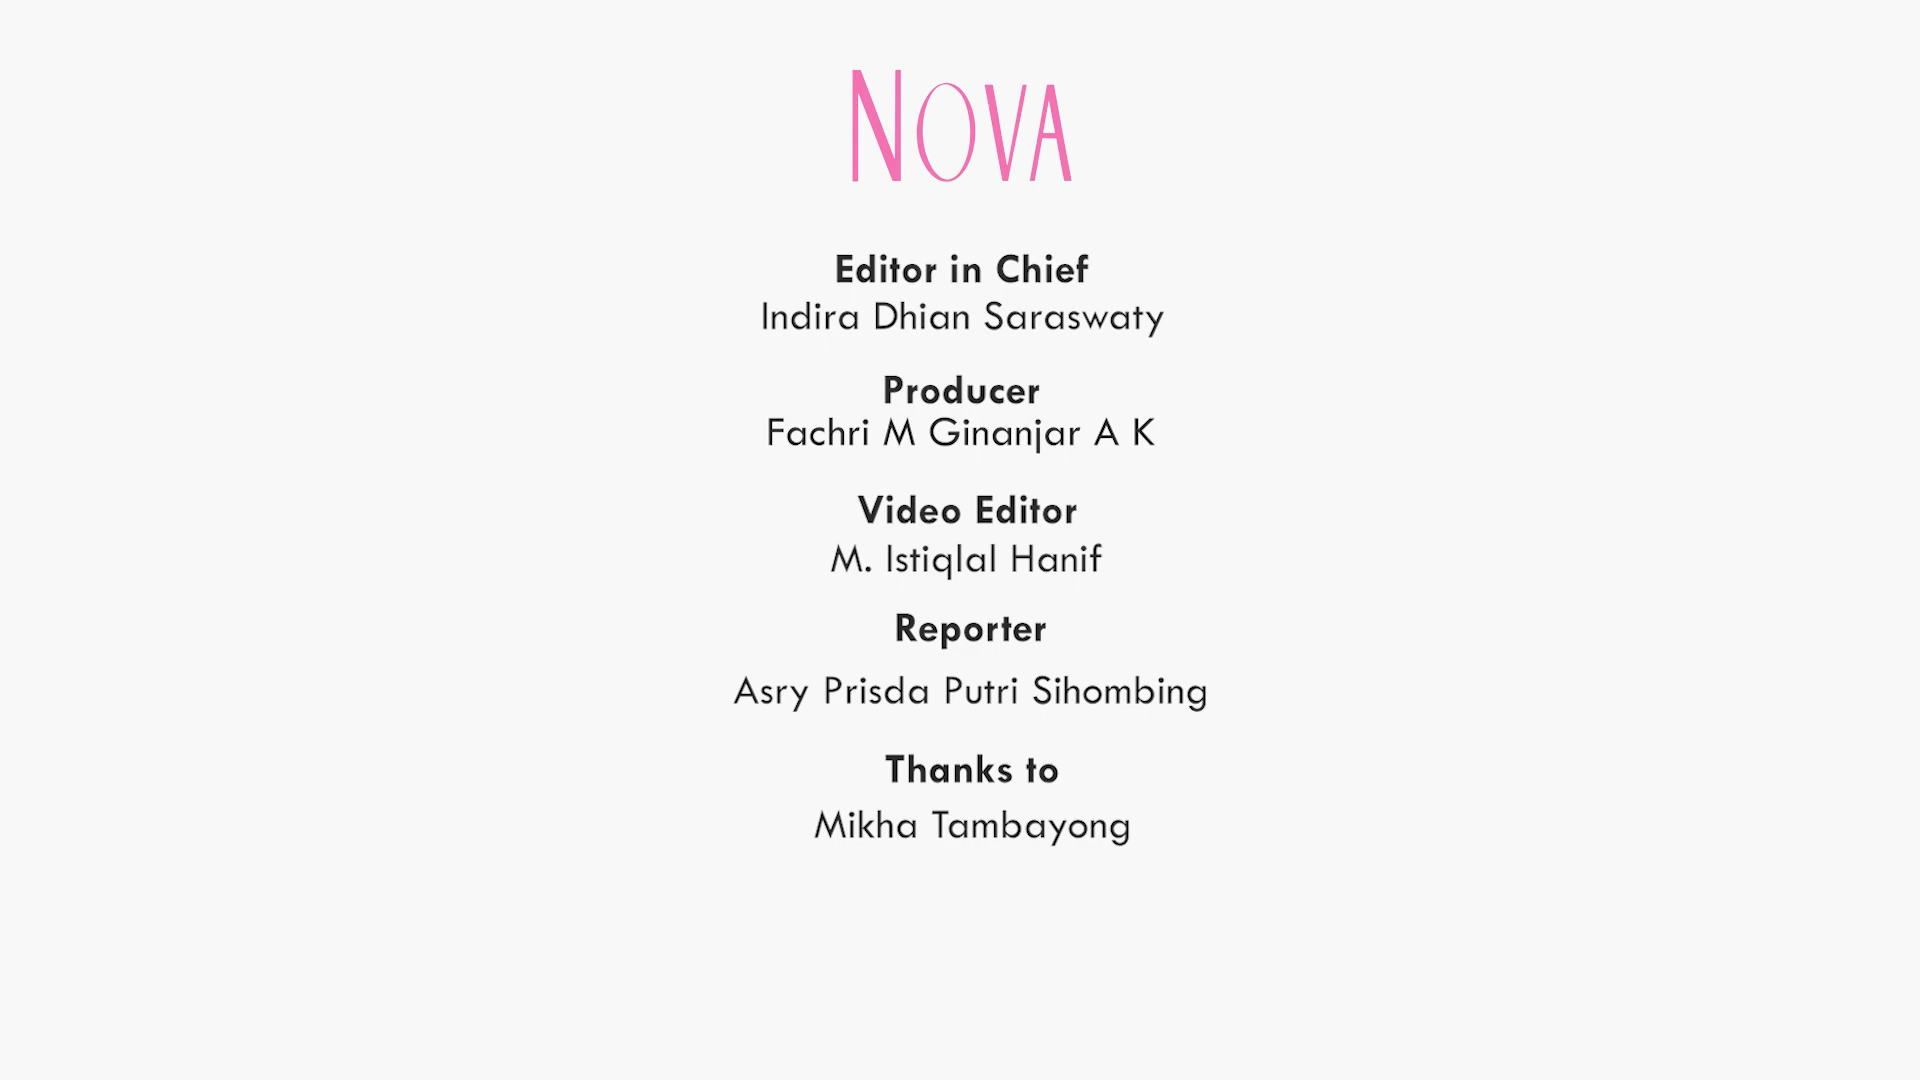 NOVA
Editor in Chief
Indira Dhian Saraswaty
Producer
Fachri M Ginanjar A K
Video Editor
M. Istiqlal Hanif
Reporter
Asry Prisda Putri Sihombing
Thanks to
Mikha Tambayong